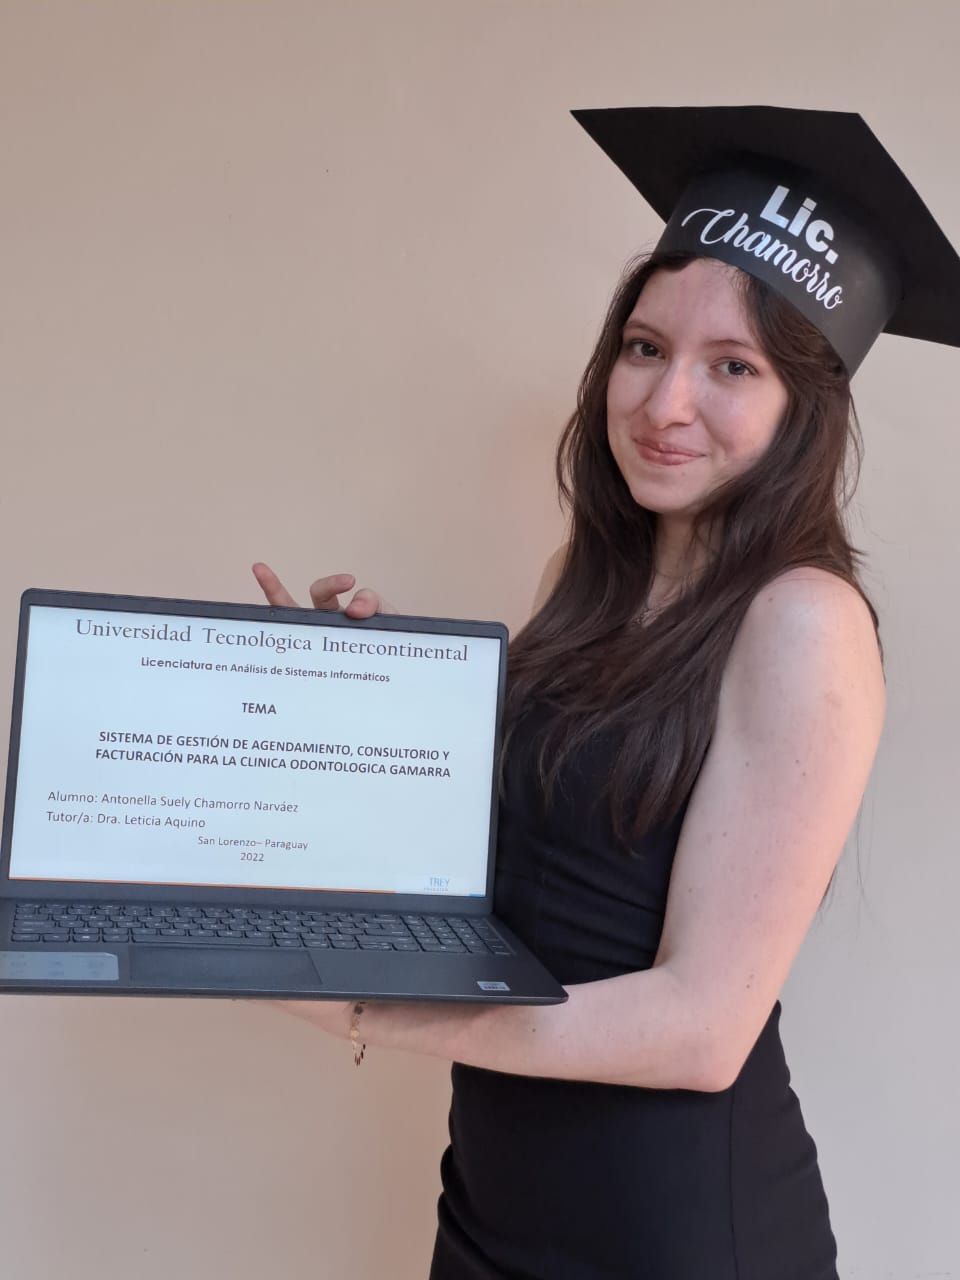 Lic.
Chamorro
Universidad Tecnológica Intercontinental
Licenciatura en Análisis de Sistemas Informáticos
TEMA
SISTEMA DE GESTIÓN DE AGENDAMIENTO, CONSULTORIO Y
FACTURACIÓN PARA LA CLINICA ODONTOLOGICA GAMARRA
Alumno: Antonella Suely Chamorro Narváez
Tutor/a: Dra. Leticia Aquino
San Lorenzo– Paraguay
2022